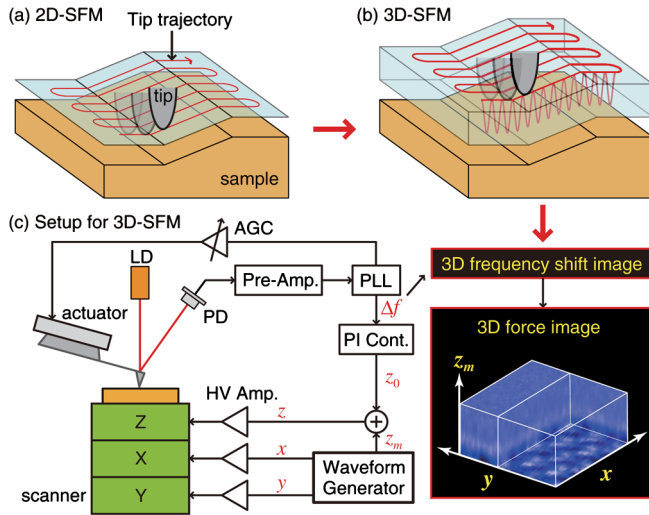 (a) 2D-SFM
Tip trajectory
tip
sample
(b) 3D-SFM
(c) Setup for 3D-SFM
AGC
LD
Pre-Amp.
PLL
PD
actuator
Δf
PI Cont.
z₀
HV Amp.
Z
z
+
zₘ
X
x
Waveform
Generator
scanner
Y
y
3D frequency shift image
3D force image
zₘ
y
x